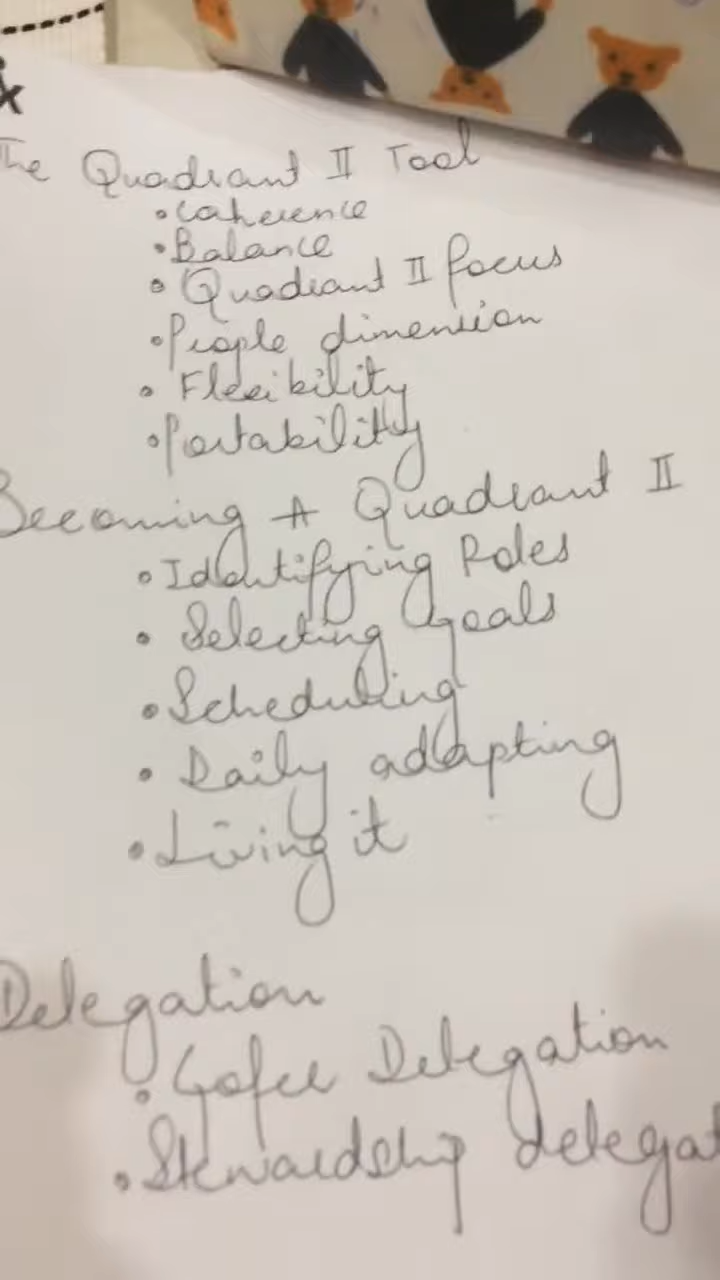 The Quadrant II Tool
• Coherence
• Balance
• Quadrant II focus
• People dimension
• Flexibility
• Portability
Becoming A Quadrant II
• Identifying Roles
• Selecting goals
• Scheduling
• Daily adapting
• Living it
Delegation
• Gofer Delegation
• Stewardship delegat